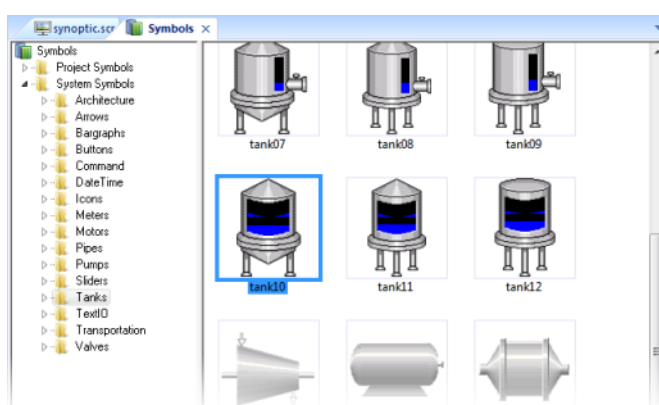 synoptic.scr Symbols
Symbols
Project Symbols
System Symbols
Architecture
Arrows
Bargraphs
Buttons
Command
DateTime
Icons
Meters
Motors
Pipes
Pumps
Sliders
Tanks
TextIO
Transportation
Valves
tank07 tank08 tank09
tank10 tank11 tank12